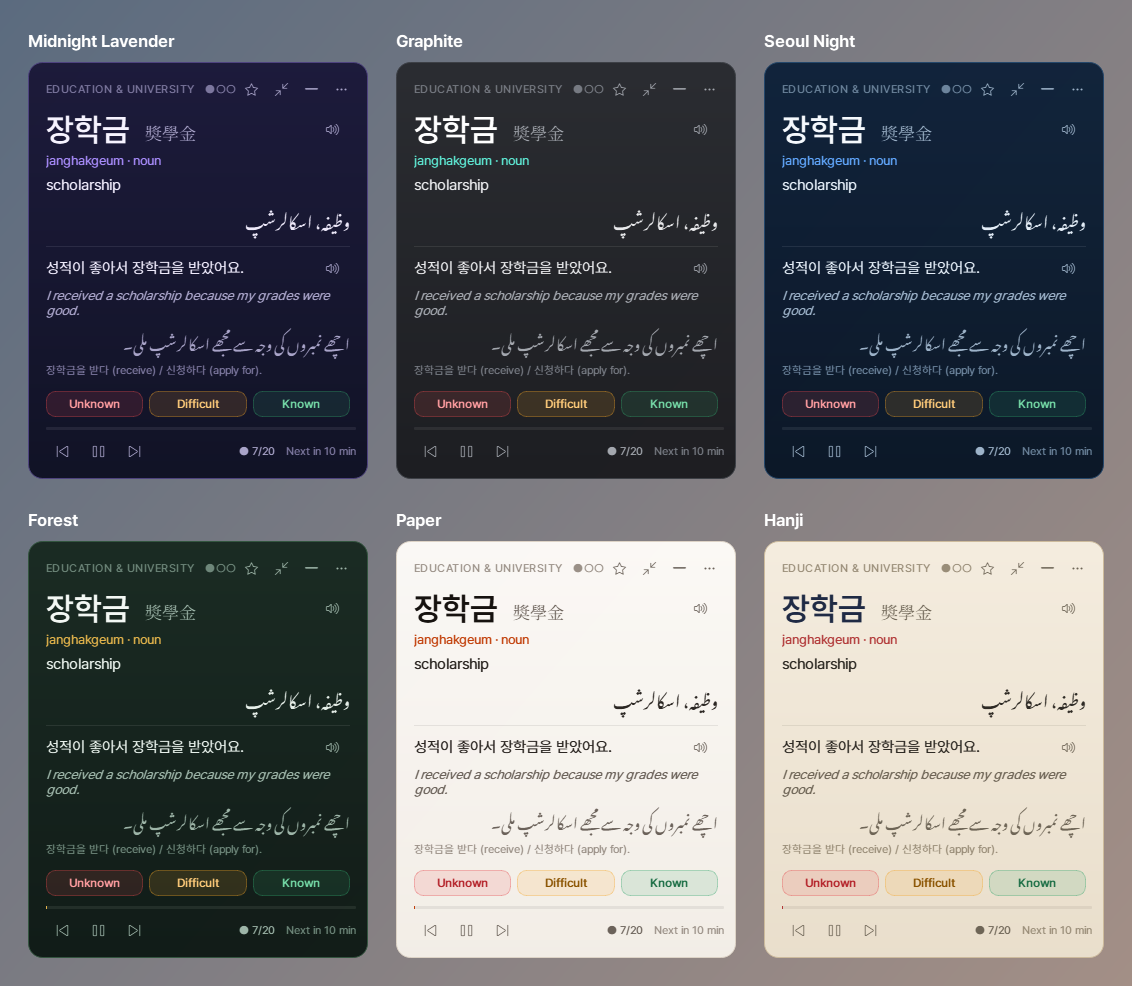 Midnight Lavender
EDUCATION & UNIVERSITY
장학금 獎學金
janghakgeum · noun
scholarship
وظیفہ، اسکالرشپ
성적이 좋아서 장학금을 받았어요.
I received a scholarship because my grades were
good.
اچھے نمبروں کی وجہ سے مجھے اسکالرشپ ملی۔
장학금을 받다 (receive) / 신청하다 (apply for).
Unknown Difficult Known
7/20 Next in 10 min
Graphite
EDUCATION & UNIVERSITY
장학금 獎學金
janghakgeum · noun
scholarship
وظیفہ، اسکالرشپ
성적이 좋아서 장학금을 받았어요.
I received a scholarship because my grades were
good.
اچھے نمبروں کی وجہ سے مجھے اسکالرشپ ملی۔
장학금을 받다 (receive) / 신청하다 (apply for).
Unknown Difficult Known
7/20 Next in 10 min
Seoul Night
EDUCATION & UNIVERSITY
장학금 獎學金
janghakgeum · noun
scholarship
وظیفہ، اسکالرشپ
성적이 좋아서 장학금을 받았어요.
I received a scholarship because my grades were
good.
اچھے نمبروں کی وجہ سے مجھے اسکالرشپ ملی۔
장학금을 받다 (receive) / 신청하다 (apply for).
Unknown Difficult Known
7/20 Next in 10 min
Forest
EDUCATION & UNIVERSITY
장학금 獎學金
janghakgeum · noun
scholarship
وظیفہ، اسکالرشپ
성적이 좋아서 장학금을 받았어요.
I received a scholarship because my grades were
good.
اچھے نمبروں کی وجہ سے مجھے اسکالرشپ ملی۔
장학금을 받다 (receive) / 신청하다 (apply for).
Unknown Difficult Known
7/20 Next in 10 min
Paper
EDUCATION & UNIVERSITY
장학금 獎學金
janghakgeum · noun
scholarship
وظیفہ، اسکالرشپ
성적이 좋아서 장학금을 받았어요.
I received a scholarship because my grades were
good.
اچھے نمبروں کی وجہ سے مجھے اسکالرشپ ملی۔
장학금을 받다 (receive) / 신청하다 (apply for).
Unknown Difficult Known
7/20 Next in 10 min
Hanji
EDUCATION & UNIVERSITY
장학금 獎學金
janghakgeum · noun
scholarship
وظیفہ، اسکالرشپ
성적이 좋아서 장학금을 받았어요.
I received a scholarship because my grades were
good.
اچھے نمبروں کی وجہ سے مجھے اسکالرشپ ملی۔
장학금을 받다 (receive) / 신청하다 (apply for).
Unknown Difficult Known
7/20 Next in 10 min